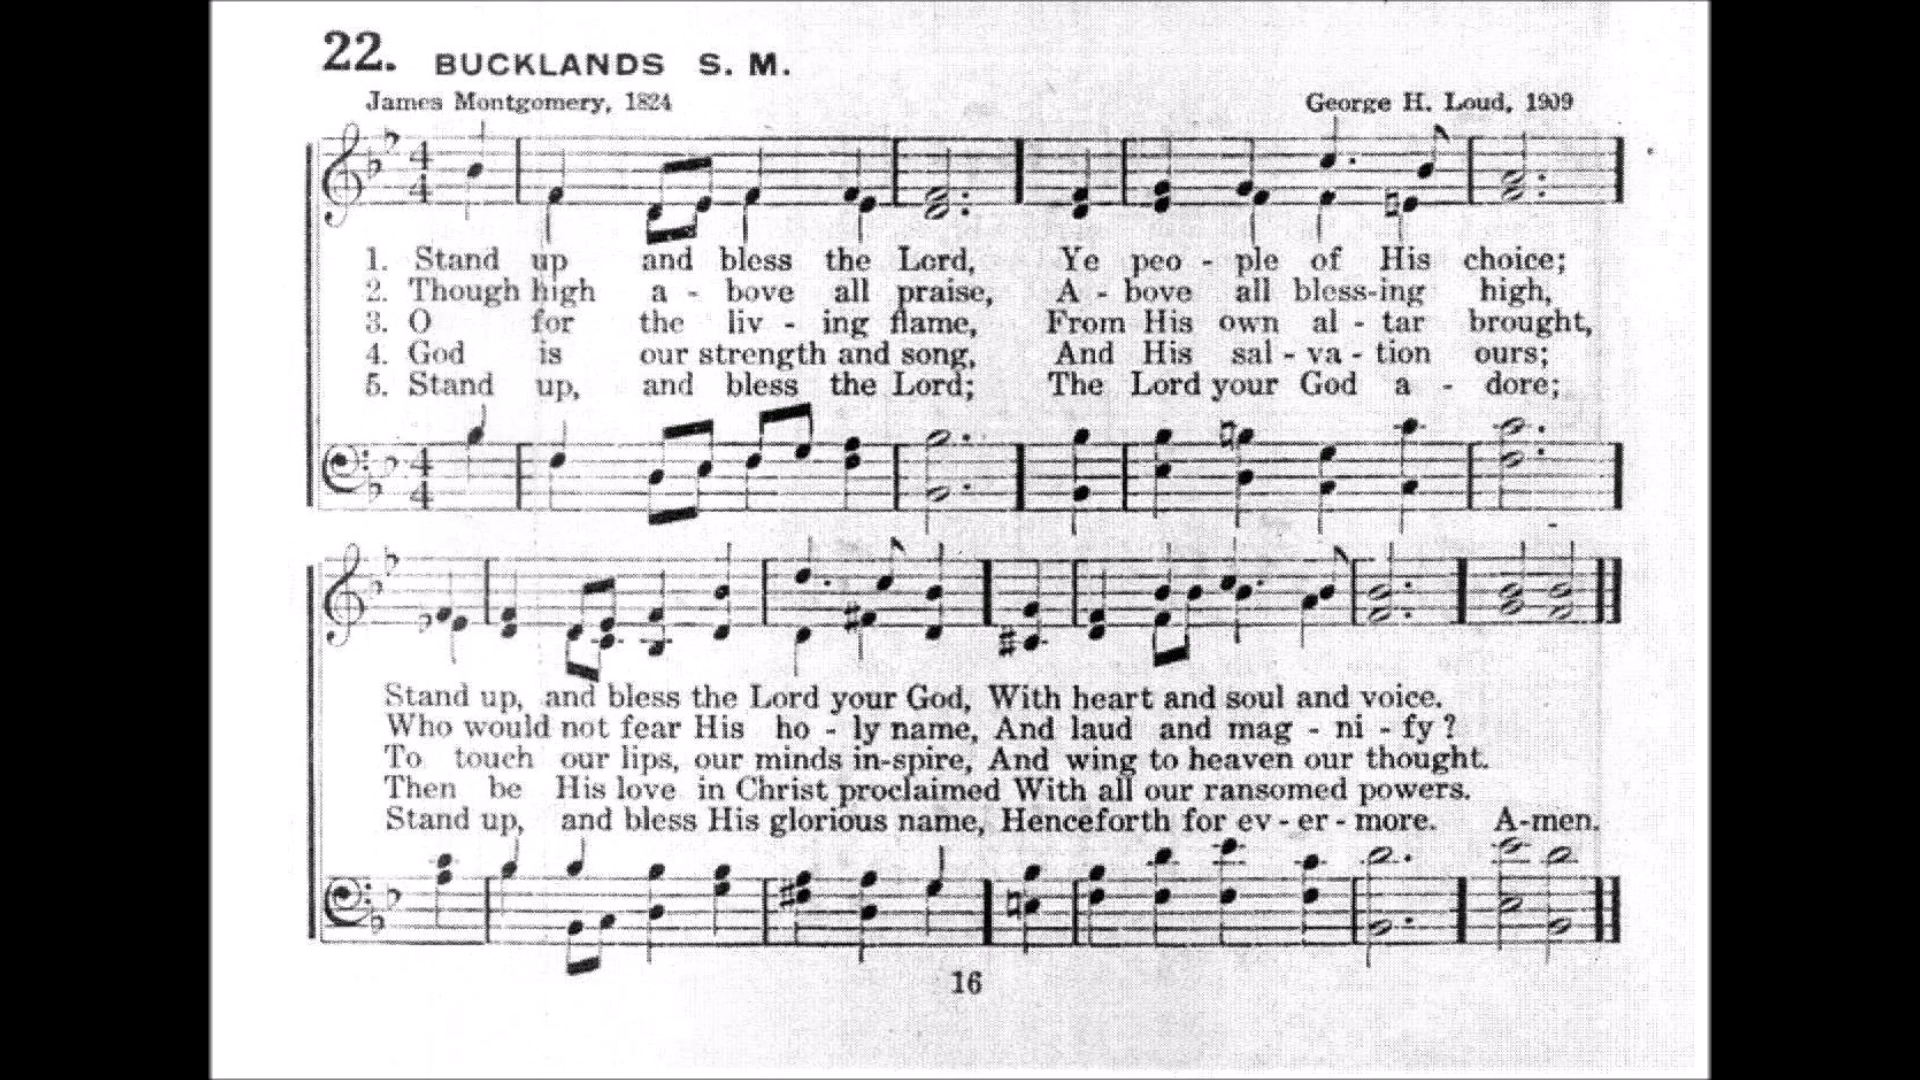 22. BUCKLANDS S. M.
James Montgomery, 1824 George H. Loud, 1909
1. Stand up and bless the Lord, Ye peo - ple of His choice;
2. Though high a - bove all praise, A - bove all bless-ing high,
3. O for the liv - ing flame, From His own al - tar brought,
4. God is our strength and song, And His sal - va - tion ours;
5. Stand up, and bless the Lord; The Lord your God a - dore;
Stand up, and bless the Lord your God, With heart and soul and voice.
Who would not fear His ho - ly name, And laud and mag - ni - fy?
To touch our lips, our minds in-spire, And wing to heaven our thought.
Then be His love in Christ proclaimed With all our ransomed powers.
Stand up, and bless His glorious name, Henceforth for ev - er - more. A-men.
16